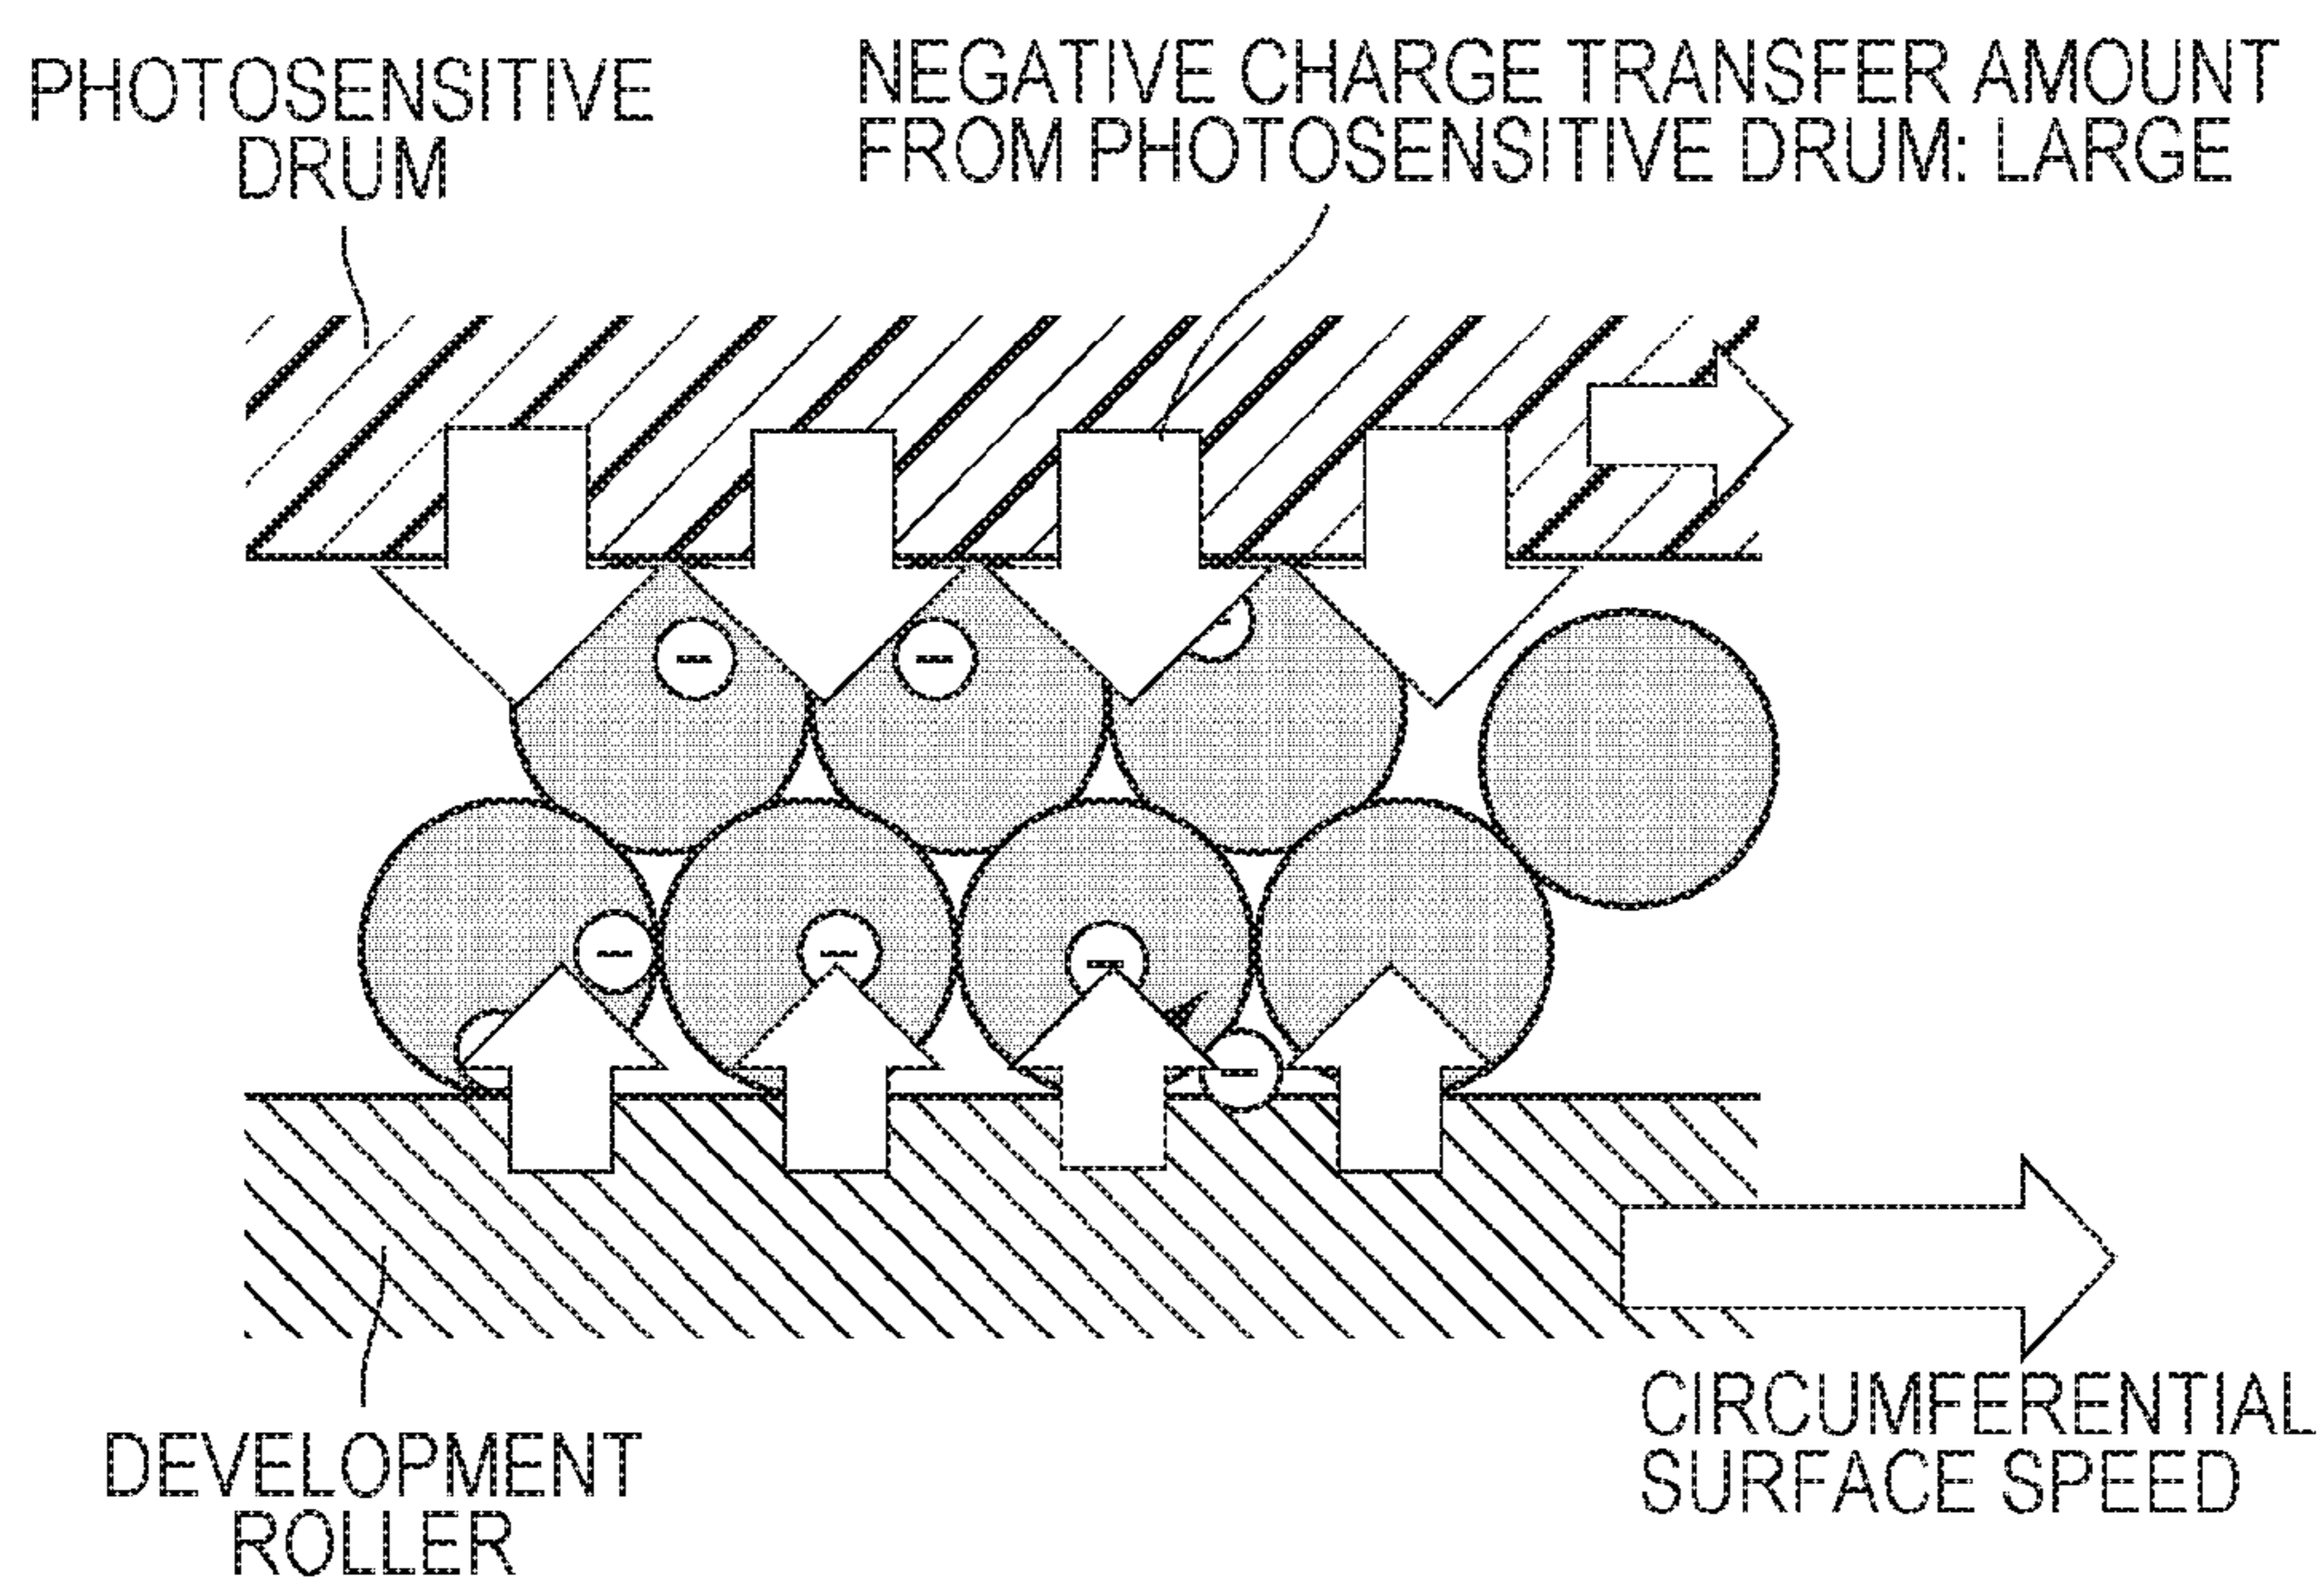 PHOTOSENSITIVE
DRUM
NEGATIVE CHARGE TRANSFER AMOUNT
FROM PHOTOSENSITIVE DRUM: LARGE
DEVELOPMENT
ROLLER
CIRCUMFERENTIAL
SURFACE SPEED